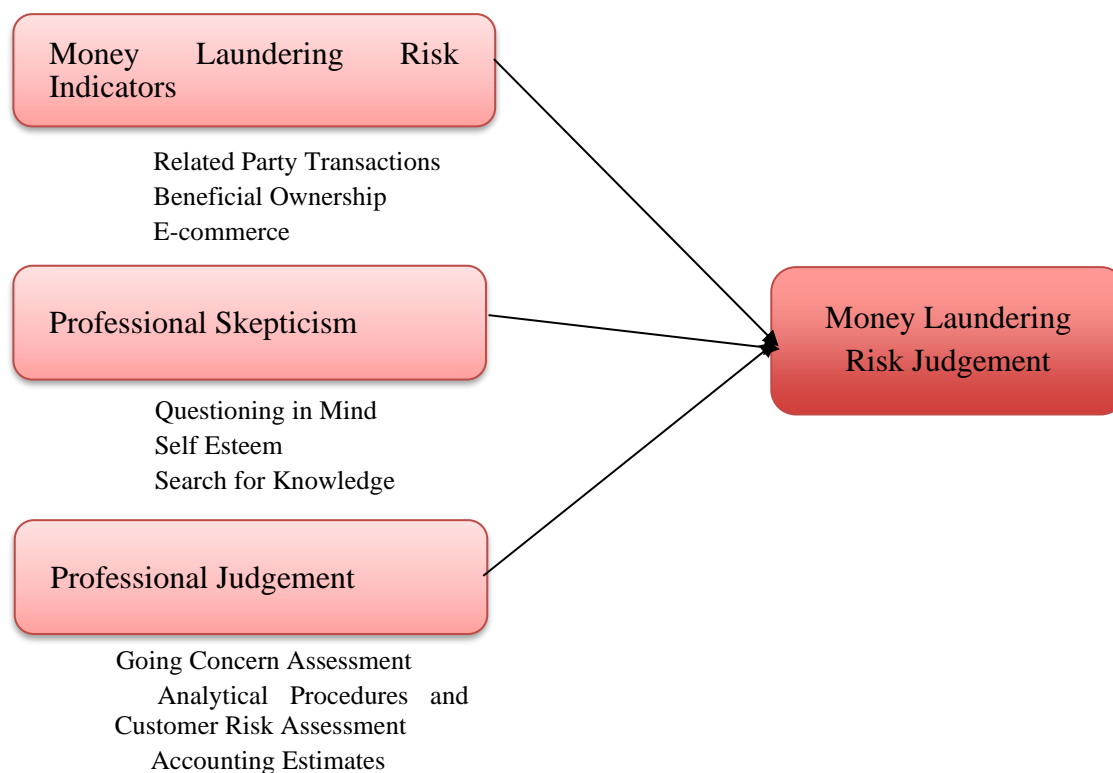 Money Laundering Risk
Indicators
Related Party Transactions
Beneficial Ownership
E-commerce
Professional Skepticism
Questioning in Mind
Self Esteem
Search for Knowledge
Professional Judgement
Going Concern Assessment
Analytical Procedures and
Customer Risk Assessment
Accounting Estimates
Money Laundering
Risk Judgement